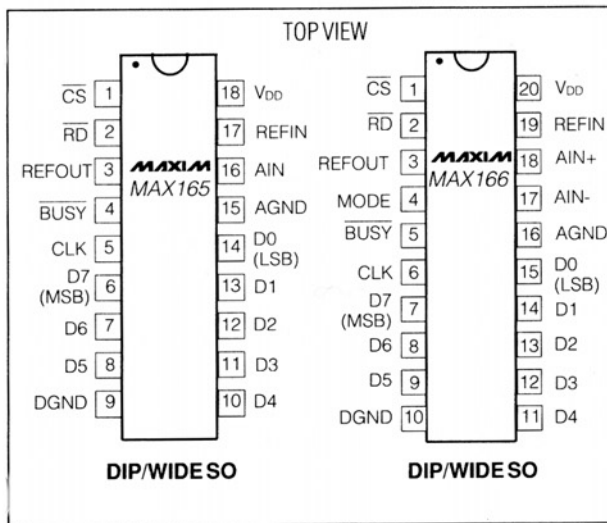 TOP VIEW
CS 1
RD 2
REFOUT 3
BUSY 4
CLK 5
D7
(MSB) 6
D6 7
D5 8
DGND 9
MAXIM
MAX165
18 VDD
17 REFIN
16 AIN
15 AGND
14 D0
(LSB)
13 D1
12 D2
11 D3
10 D4
DIP/WIDE SO
CS 1
RD 2
REFOUT 3
MODE 4
BUSY 5
CLK 6
D7
(MSB) 7
D6 8
D5 9
DGND 10
MAXIM
MAX166
20 VDD
19 REFIN
18 AIN+
17 AIN-
16 AGND
15 D0
(LSB)
14 D1
13 D2
12 D3
11 D4
DIP/WIDE SO